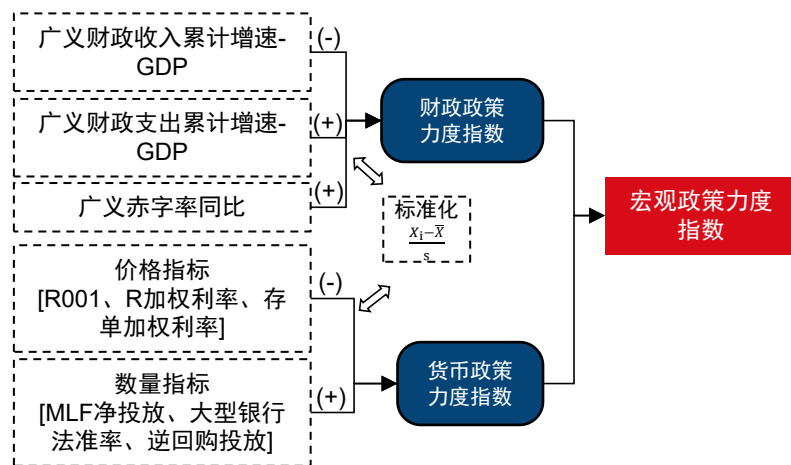 广义财政收入累计增速-
GDP
(-)
广义财政支出累计增速-
GDP
(+)
广义赤字率同比
(+)
财政政策
力度指数
标准化
Xi−X̅
s
宏观政策力度
指数
价格指标
[R001、R加权利率、存
单加权利率]
(-)
数量指标
[MLF净投放、大型银行
法准率、逆回购投放]
(+)
货币政策
力度指数